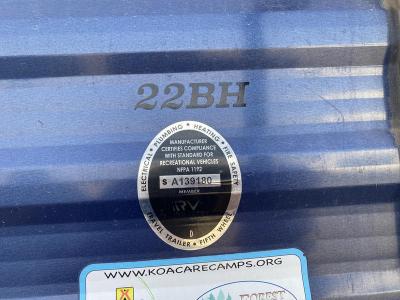 22BH
ELECTRICAL • PLUMBING • HEATING • FIRE SAFETY
MANUFACTURER
CERTIFIES COMPLIANCE
WITH STANDARD FOR
RECREATIONAL VEHICLES
NFPA 1192
S A139180
MEMBER
RV
D
TRAVEL TRAILER • FIFTH WHEEL
WWW.KOACARECAMPS.ORG
FOREST